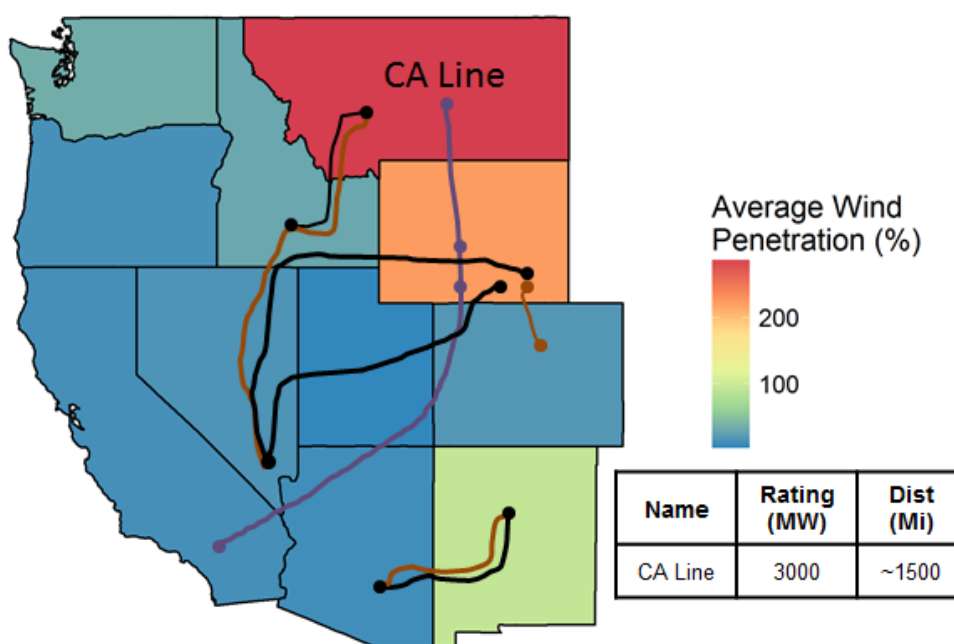 CA Line
Average Wind
Penetration (%)
200
100
Name Rating (MW) Dist (Mi)
CA Line 3000 ~1500